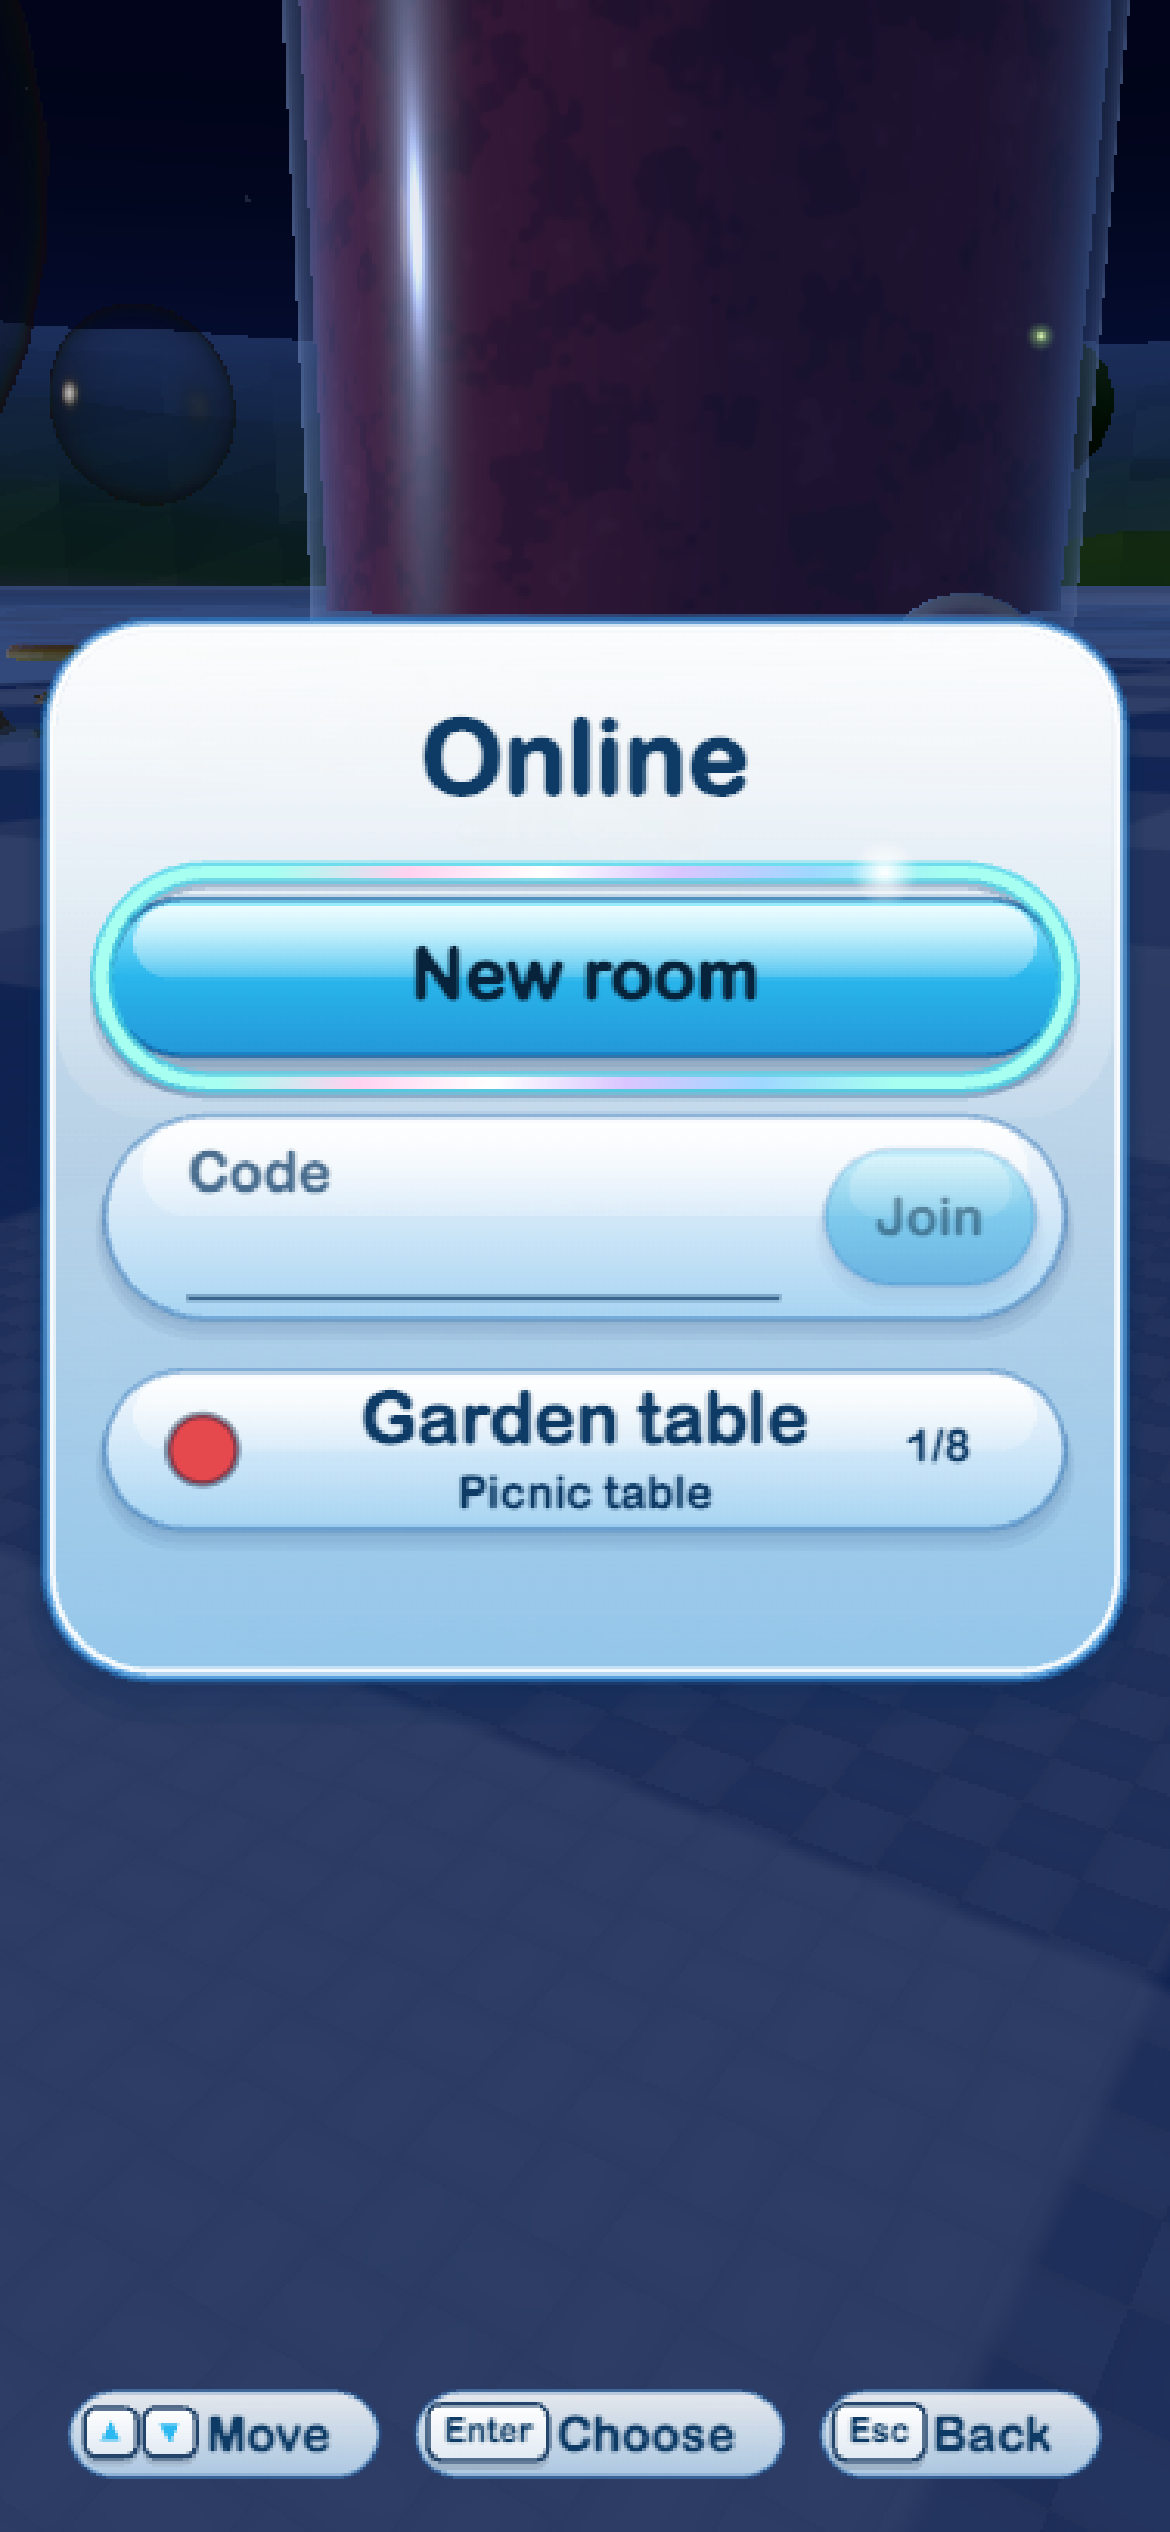 Online
New room
Code
Join
Garden table
1/8
Picnic table
▲ ▼ Move
Enter Choose
Esc Back